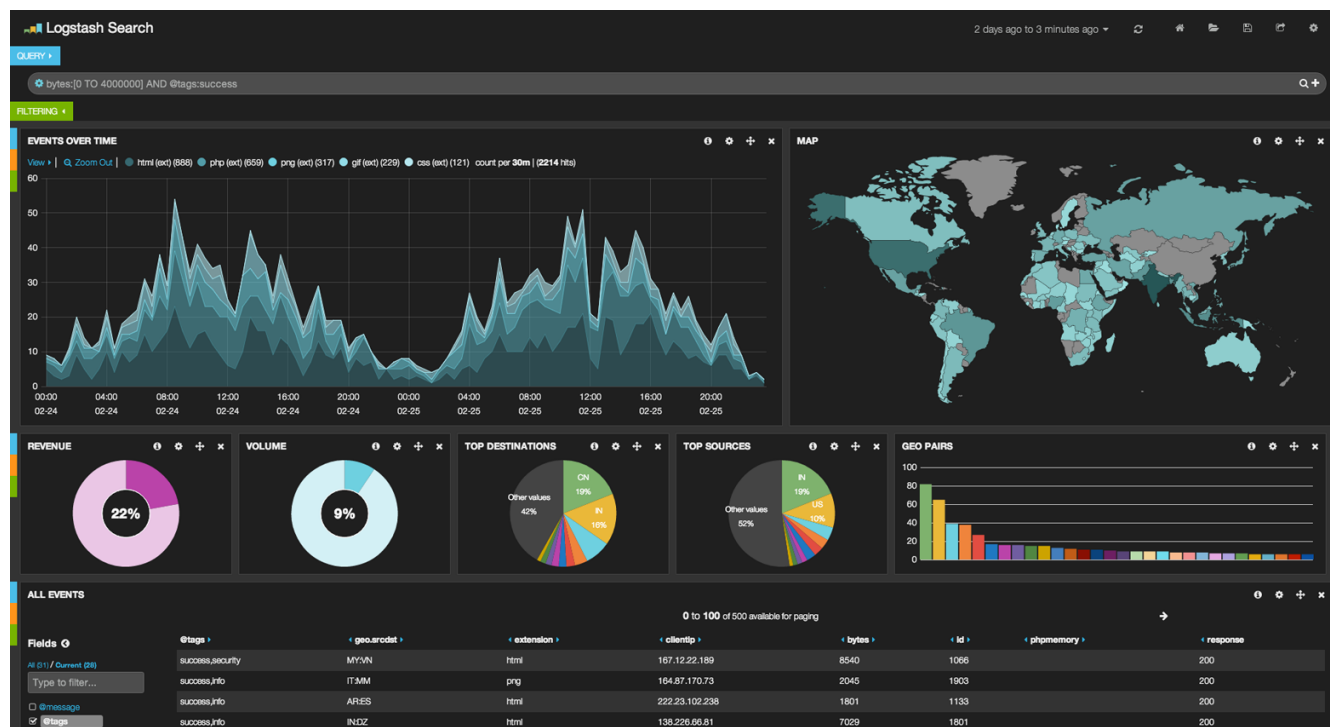 Logstash Search
2 days ago to 3 minutes ago
QUERY
bytes:[0 TO 4000000] AND @tags:success
FILTERING
EVENTS OVER TIME
View | Zoom Out | html (ext) (888) php (ext) (659) png (ext) (317) gif (ext) (229) css (ext) (121) count per 30m | (2214 hits)
60
50
40
30
20
10
0
00:00 04:00 08:00 12:00 16:00 20:00 00:00 04:00 08:00 12:00 16:00 20:00
02-24 02-24 02-24 02-24 02-24 02-24 02-25 02-25 02-25 02-25 02-25 02-25
MAP
REVENUE
22%
VOLUME
9%
TOP DESTINATIONS
CN
19%
IN
16%
Other values
42%
TOP SOURCES
IN
19%
US
10%
Other values
52%
GEO PAIRS
100
80
60
40
20
0
ALL EVENTS
0 to 100 of 500 available for paging
Fields
All (31) / Current (28)
Type to filter...
@message
@tags
@tags geo.srcdst extension clientip bytes id phpmemory response
success,security MY:VN html 167.12.22.189 8540 1066 200
success,info IT:MM png 164.87.170.73 2045 1903 200
success,info AR:ES html 222.23.102.238 1801 1133 200
success,info IN:DZ html 138.226.66.81 7029 1801 200